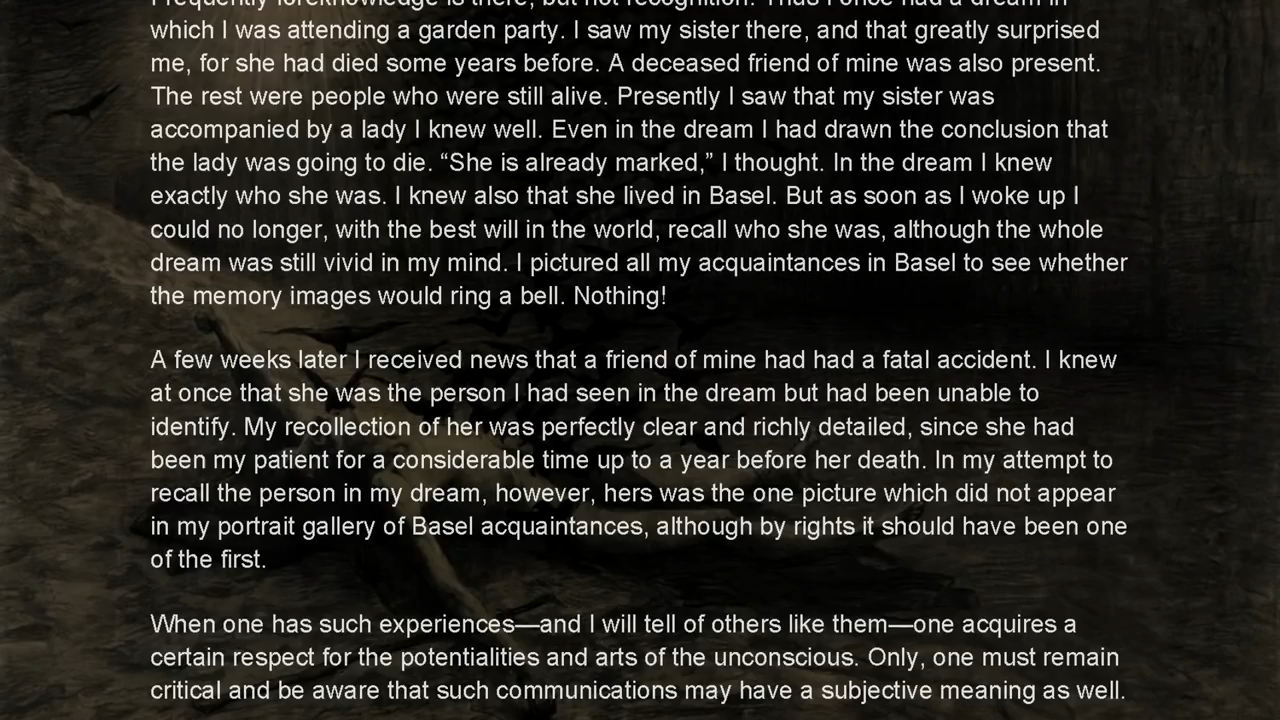 Frequently foreknowledge is there, but not recognition. Thus I once had a dream in
which I was attending a garden party. I saw my sister there, and that greatly surprised
me, for she had died some years before. A deceased friend of mine was also present.
The rest were people who were still alive. Presently I saw that my sister was
accompanied by a lady I knew well. Even in the dream I had drawn the conclusion that
the lady was going to die. “She is already marked,” I thought. In the dream I knew
exactly who she was. I knew also that she lived in Basel. But as soon as I woke up I
could no longer, with the best will in the world, recall who she was, although the whole
dream was still vivid in my mind. I pictured all my acquaintances in Basel to see whether
the memory images would ring a bell. Nothing!
A few weeks later I received news that a friend of mine had had a fatal accident. I knew
at once that she was the person I had seen in the dream but had been unable to
identify. My recollection of her was perfectly clear and richly detailed, since she had
been my patient for a considerable time up to a year before her death. In my attempt to
recall the person in my dream, however, hers was the one picture which did not appear
in my portrait gallery of Basel acquaintances, although by rights it should have been one
of the first.
When one has such experiences—and I will tell of others like them—one acquires a
certain respect for the potentialities and arts of the unconscious. Only, one must remain
critical and be aware that such communications may have a subjective meaning as well.